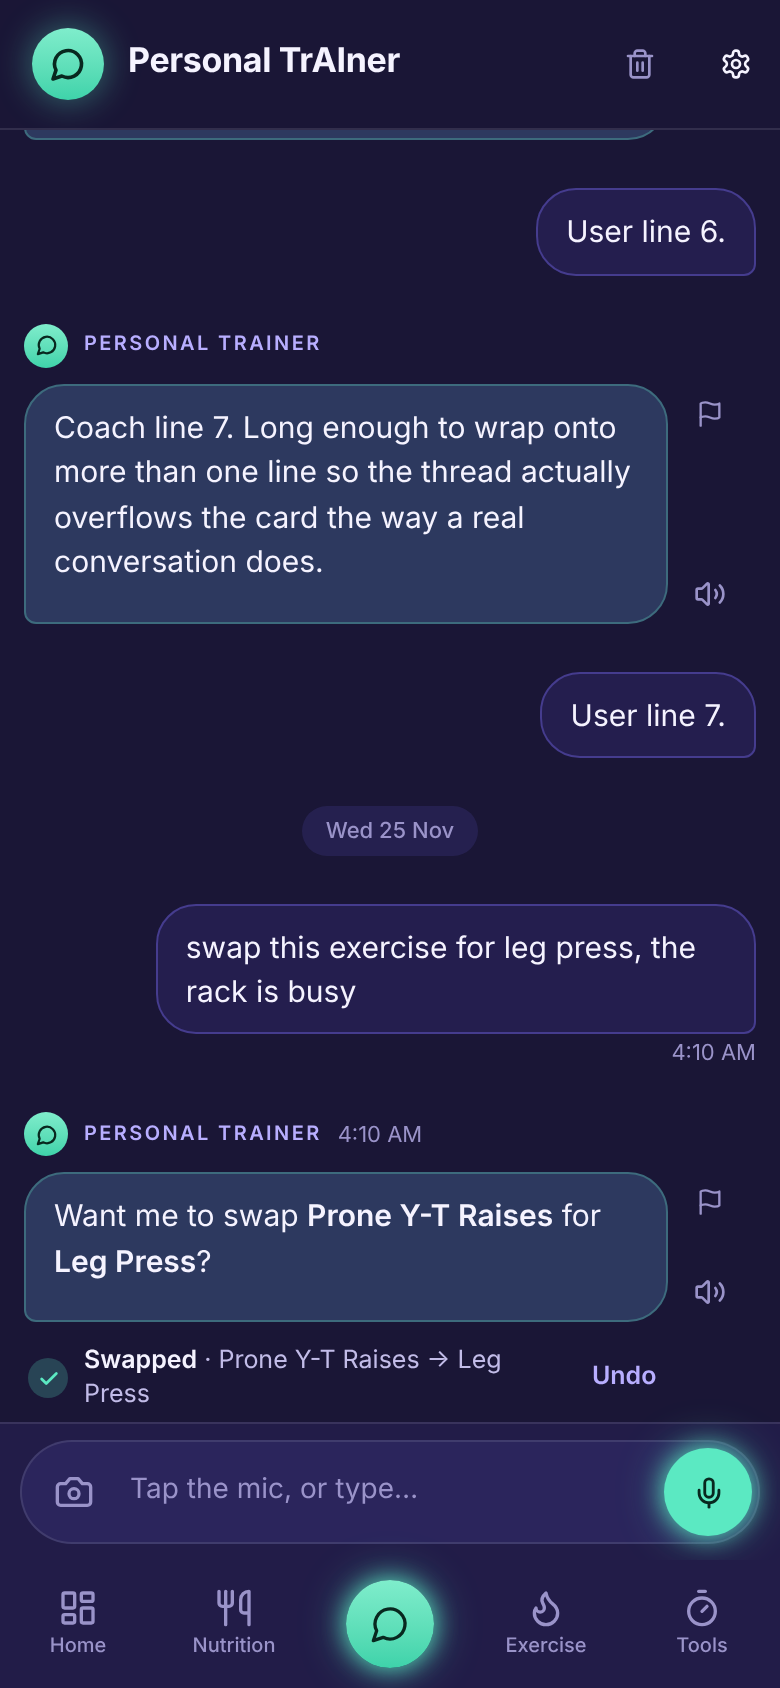 Personal TrAIner
User line 6.
PERSONAL TRAINER
Coach line 7. Long enough to wrap onto
more than one line so the thread actually
overflows the card the way a real
conversation does.
User line 7.
Wed 25 Nov
swap this exercise for leg press, the
rack is busy
4:10 AM
PERSONAL TRAINER 4:10 AM
Want me to swap Prone Y-T Raises for
Leg Press?
Swapped · Prone Y-T Raises → Leg
Press
Undo
Tap the mic, or type...
Home
Nutrition
Exercise
Tools